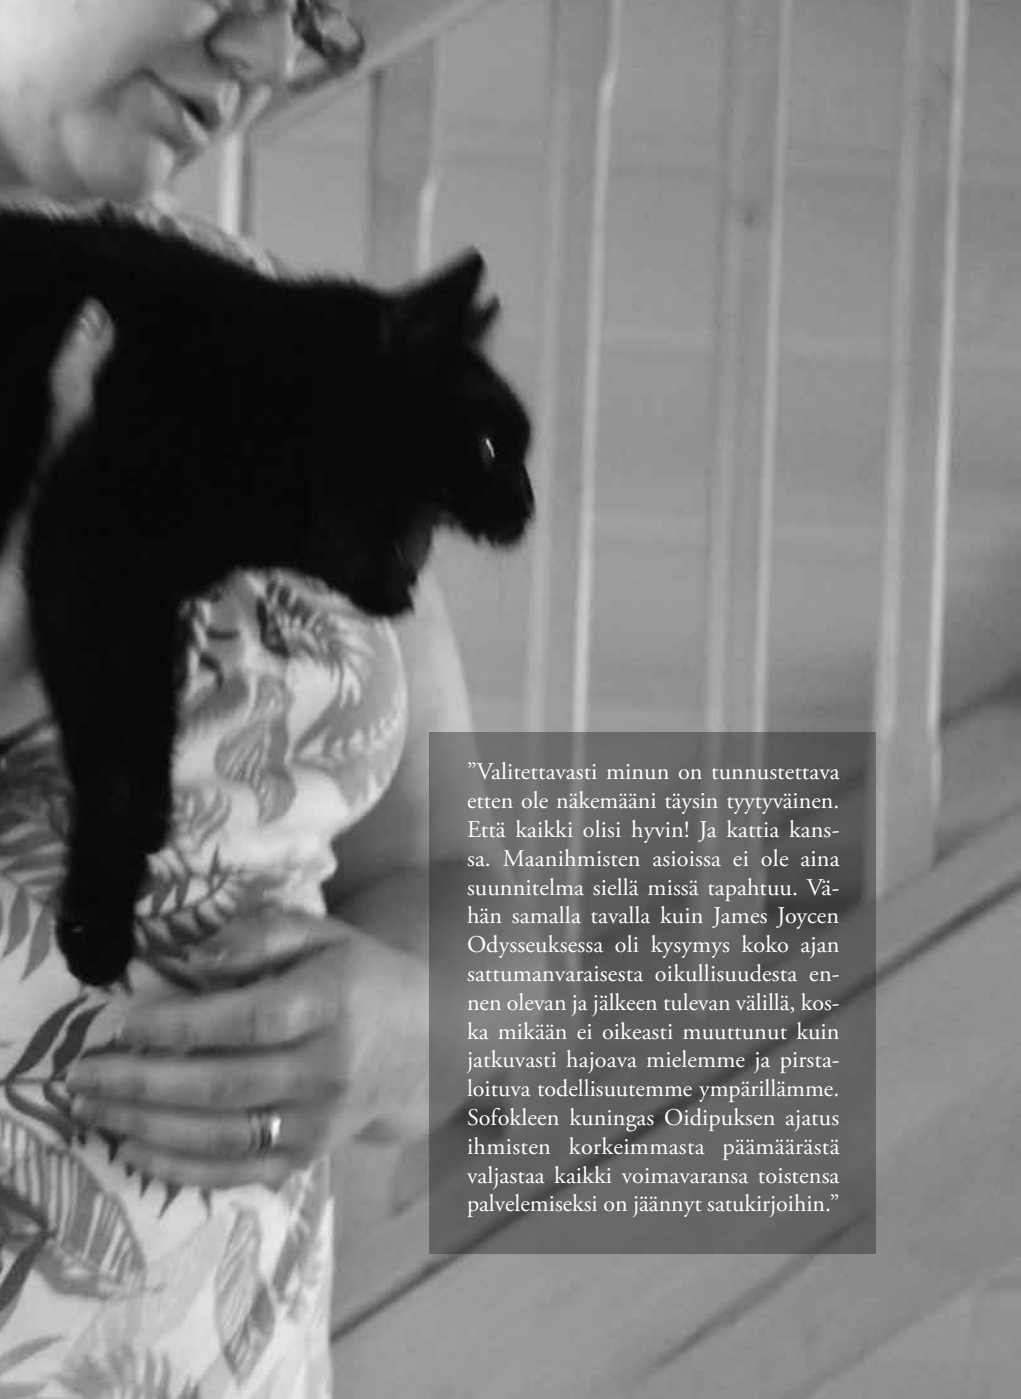 ”Valitettavasti minun on tunnustettava
etten ole näkemääni täysin tyytyväinen.
Että kaikki olisi hyvin! Ja kattia kans-
sa. Maanihmisten asioissa ei ole aina
suunnitelma siellä missä tapahtuu. Vä-
hän samalla tavalla kuin James Joycen
Odysseuksessa oli kysymys koko ajan
sattumanvaraisesta oikullisuudesta en-
nen olevan ja jälkeen tulevan välillä, kos-
ka mikään ei oikeasti muuttunut kuin
jatkuvasti hajoava mielemme ja pirsta-
loituva todellisuutemme ympärillämme.
Sofokleen kuningas Oidipuksen ajatus
ihmisten korkeimmasta päämäärästä
valjastaa kaikki voimavaransa toistensa
palvelemiseksi on jäännyt satukirjoihin.”